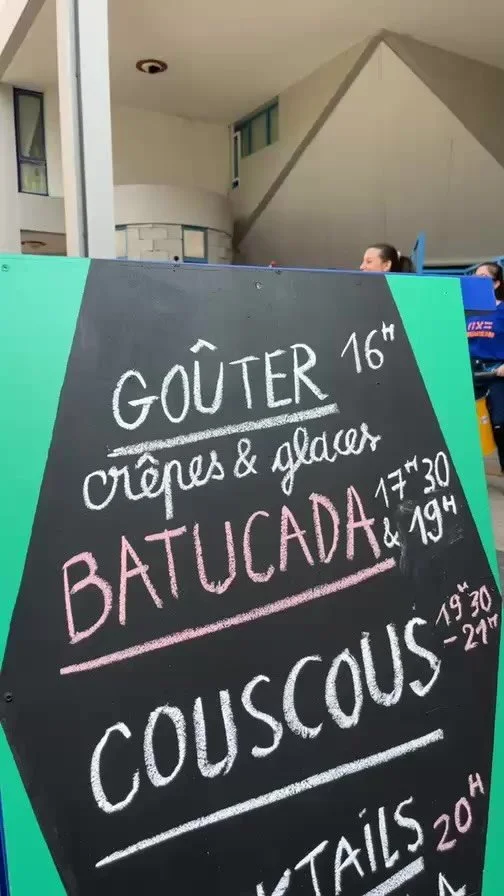 GOÛTER 16H
crêpes & glaces
BATUCADA 17H30
& 19H
COUSCOUS 19H30
- 21H
KTAILS 20H